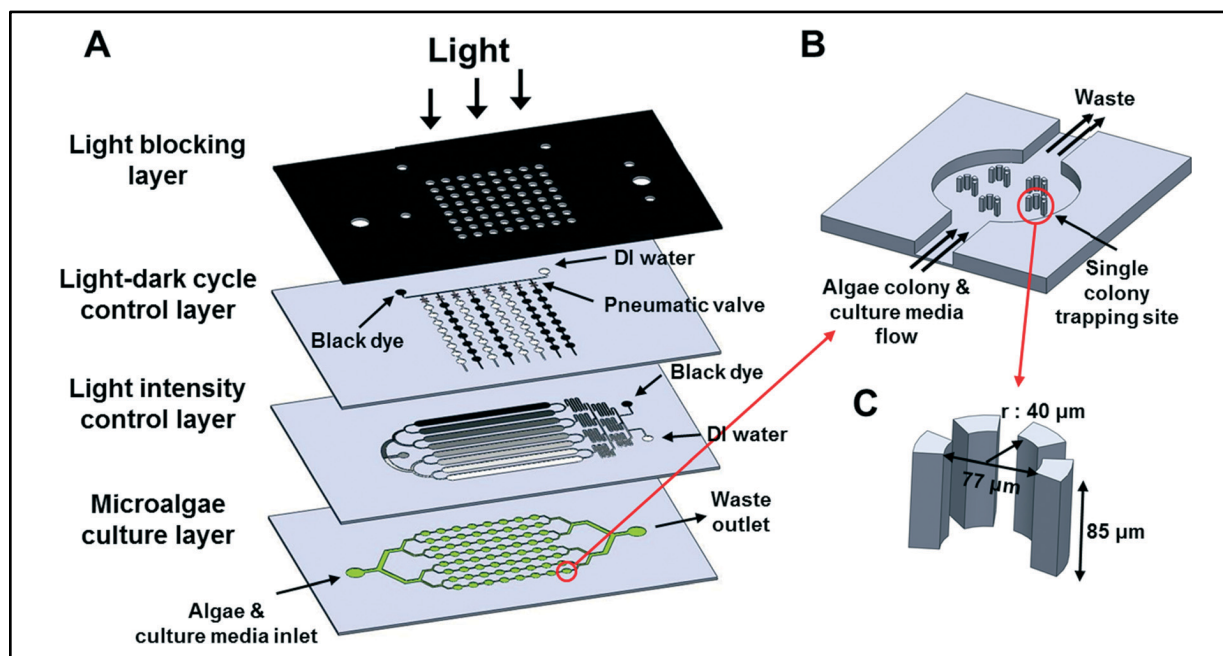 A
Light
Light blocking
layer
Light-dark cycle
control layer
DI water
Pneumatic valve
Black dye
Light intensity
control layer
Black dye
DI water
Microalgae
culture layer
Waste
outlet
Algae &
culture media inlet
B
Waste
Algae colony &
culture media
flow
Single
colony
trapping site
C
r : 40 μm
77 μm
85 μm